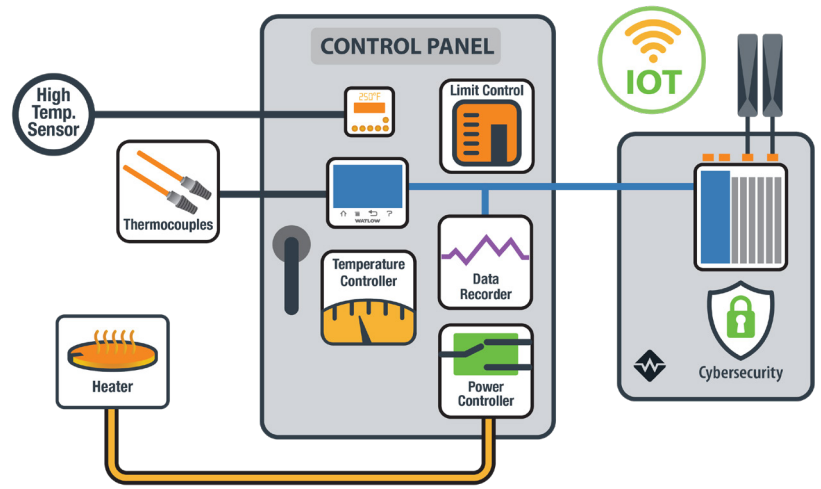 CONTROL PANEL
IOT
High
Temp.
Sensor
250°F
Limit Control
Thermocouples
WATLOW
Temperature
Controller
Data
Recorder
Heater
Power
Controller
Cybersecurity